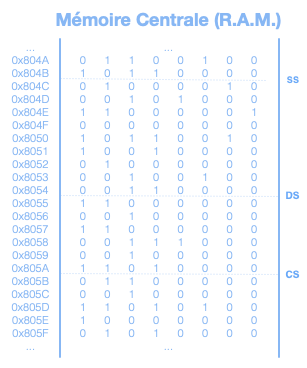 Mémoire Centrale (R.A.M.)
... ...
0x804A 0 1 1 0 0 1 0 0
0x804B 1 0 1 1 0 0 0 0
SS
0x804C 0 1 0 0 0 0 1 0
0x804D 0 0 1 0 1 0 0 0
0x804E 1 1 0 0 0 0 0 1
0x804F 0 0 0 0 0 0 0 0
0x8050 1 0 1 1 0 0 1 0
0x8051 1 0 0 1 0 0 0 0
0x8052 0 1 0 0 0 0 0 0
0x8053 0 0 1 0 0 1 0 0
0x8054 0 0 1 1 0 0 0 0
DS
0x8055 1 1 0 0 0 0 0 0
0x8056 0 0 1 0 0 0 0 0
0x8057 1 1 0 0 0 0 0 0
0x8058 0 0 1 1 1 0 0 0
0x8059 0 0 1 0 0 0 0 0
0x805A 1 1 0 1 0 0 0 0
CS
0x805B 0 1 1 0 0 0 0 0
0x805C 0 0 1 0 0 0 0 0
0x805D 1 1 0 1 0 1 0 0
0x805E 1 0 0 0 0 0 0 0
0x805F 0 1 0 1 0 0 0 0
... ...